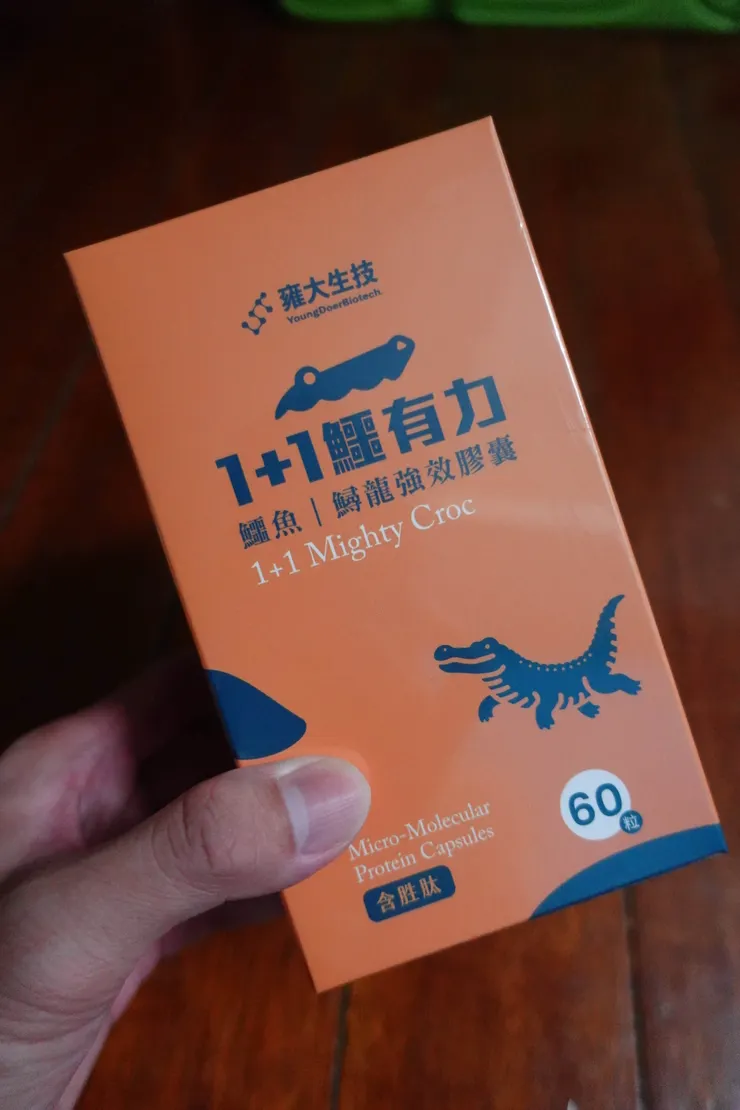 雍大生技
YoungDoerBiotech
1+1鱷有力
鱷魚｜鱘龍強效膠囊
1+1 Mighty Croc
60粒
Micro-Molecular
Protein Capsules
含胜肽